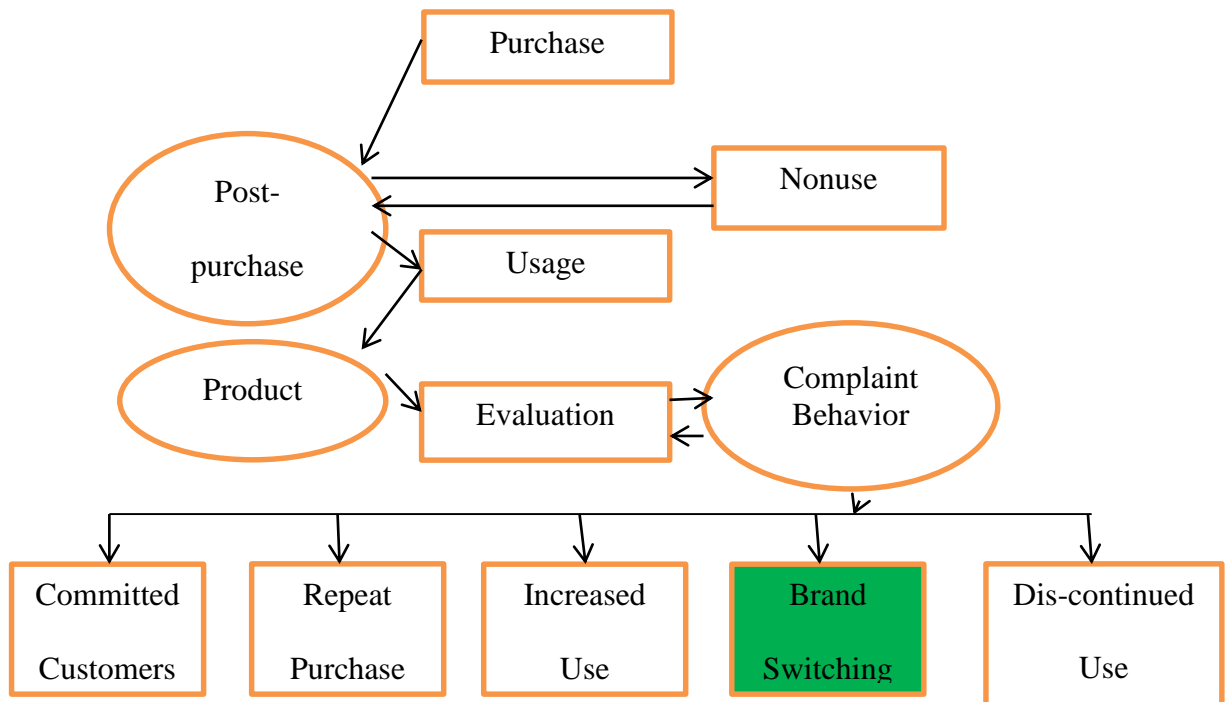 Purchase
Post-
purchase
Nonuse
Usage
Product
Evaluation
Complaint
Behavior
Committed
Customers
Repeat
Purchase
Increased
Use
Brand
Switching
Dis-continued
Use